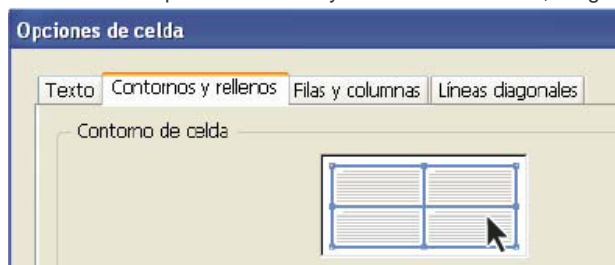 Opciones de celda
Texto Contornos y rellenos Filas y columnas Líneas diagonales
Contorno de celda